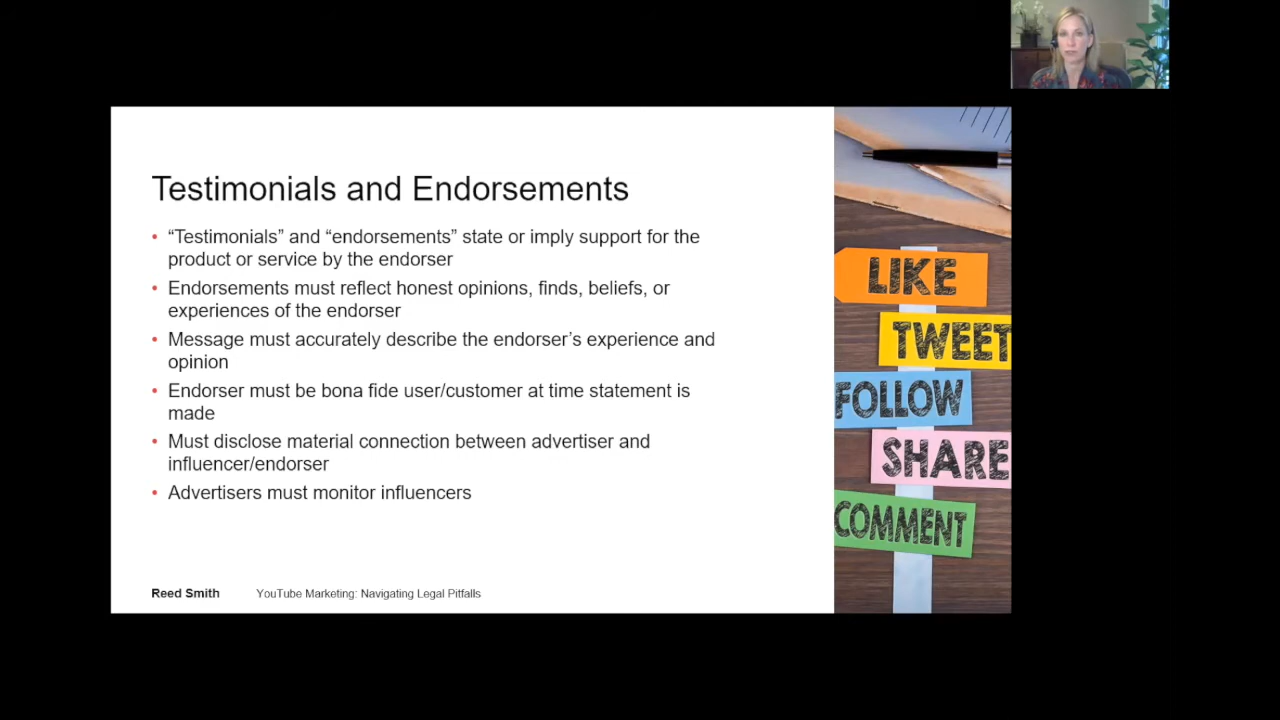 Testimonials and Endorsements
• “Testimonials” and “endorsements” state or imply support for the
product or service by the endorser
• Endorsements must reflect honest opinions, finds, beliefs, or
experiences of the endorser
• Message must accurately describe the endorser’s experience and
opinion
• Endorser must be bona fide user/customer at time statement is
made
• Must disclose material connection between advertiser and
influencer/endorser
• Advertisers must monitor influencers
Reed Smith YouTube Marketing: Navigating Legal Pitfalls
LIKE
TWEET
FOLLOW
SHARE
COMMENT